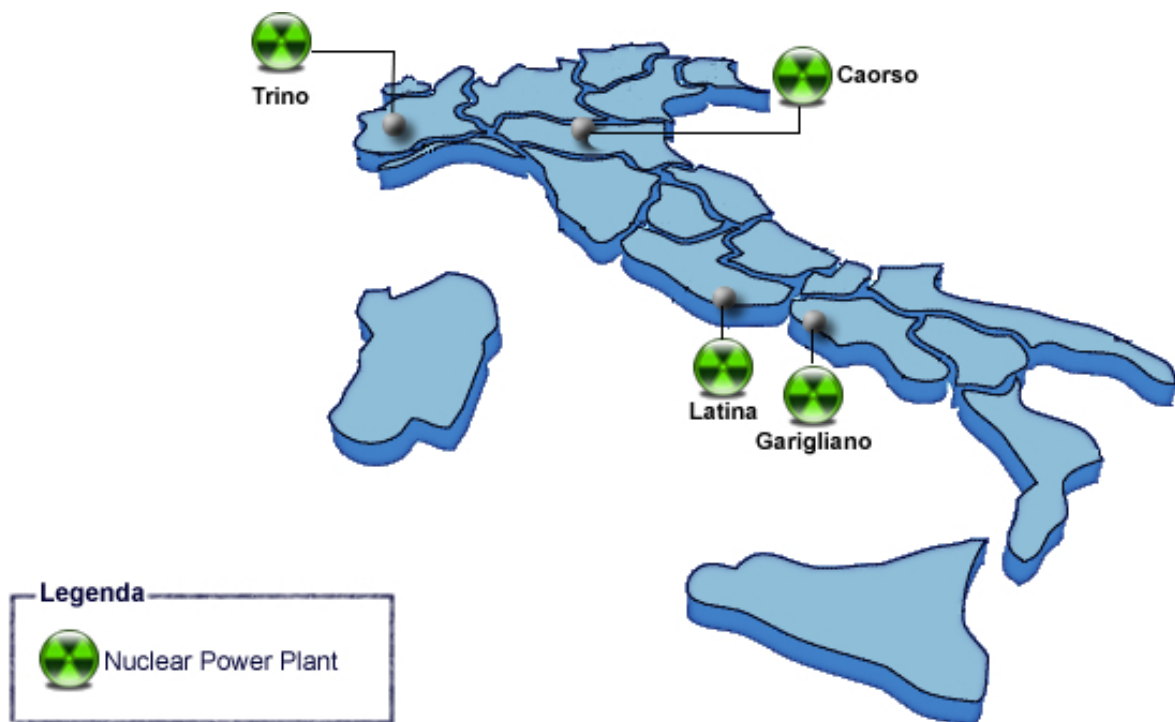 Trino
Caorso
Latina
Garigliano
Legenda
Nuclear Power Plant